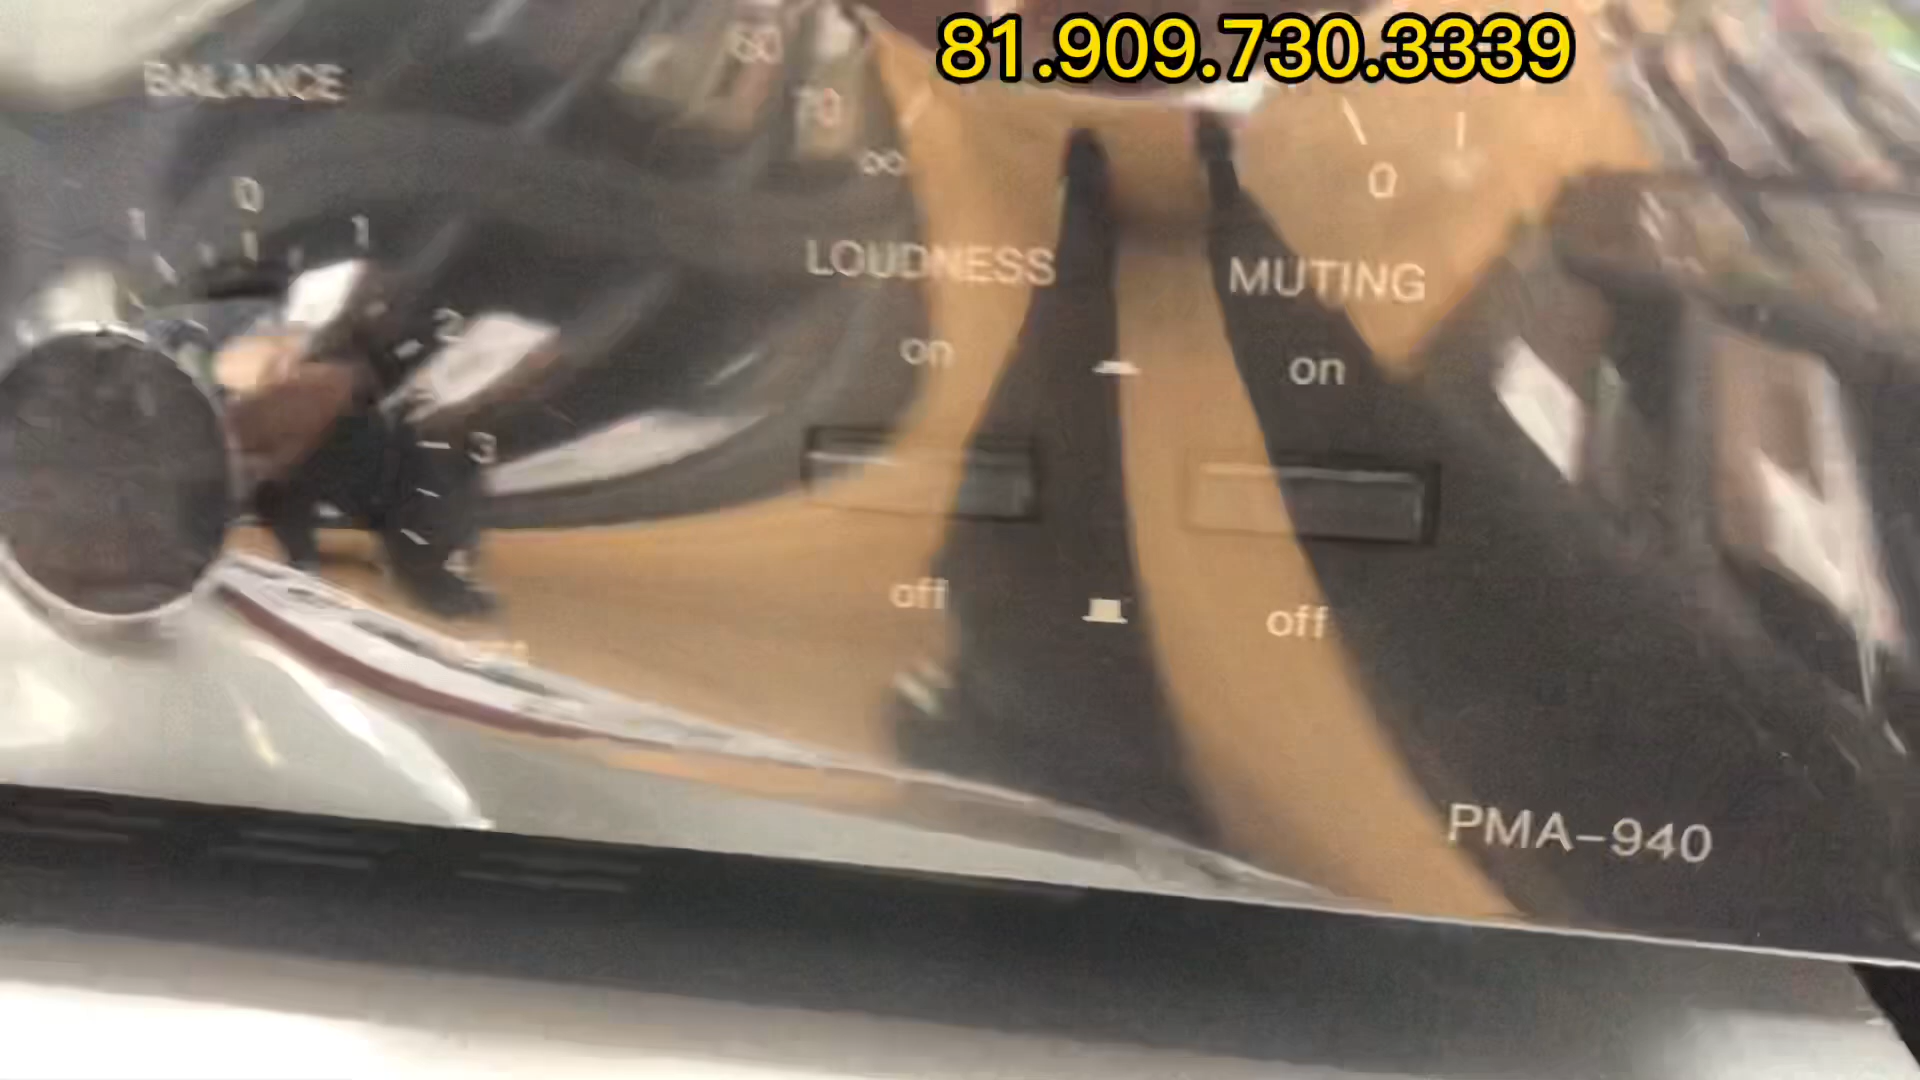 81.909.730.3339
BALANCE
60
70
∞
0
1 1
0
LOUDNESS
MUTING
on
on
2
3
4
off
off
PMA-940